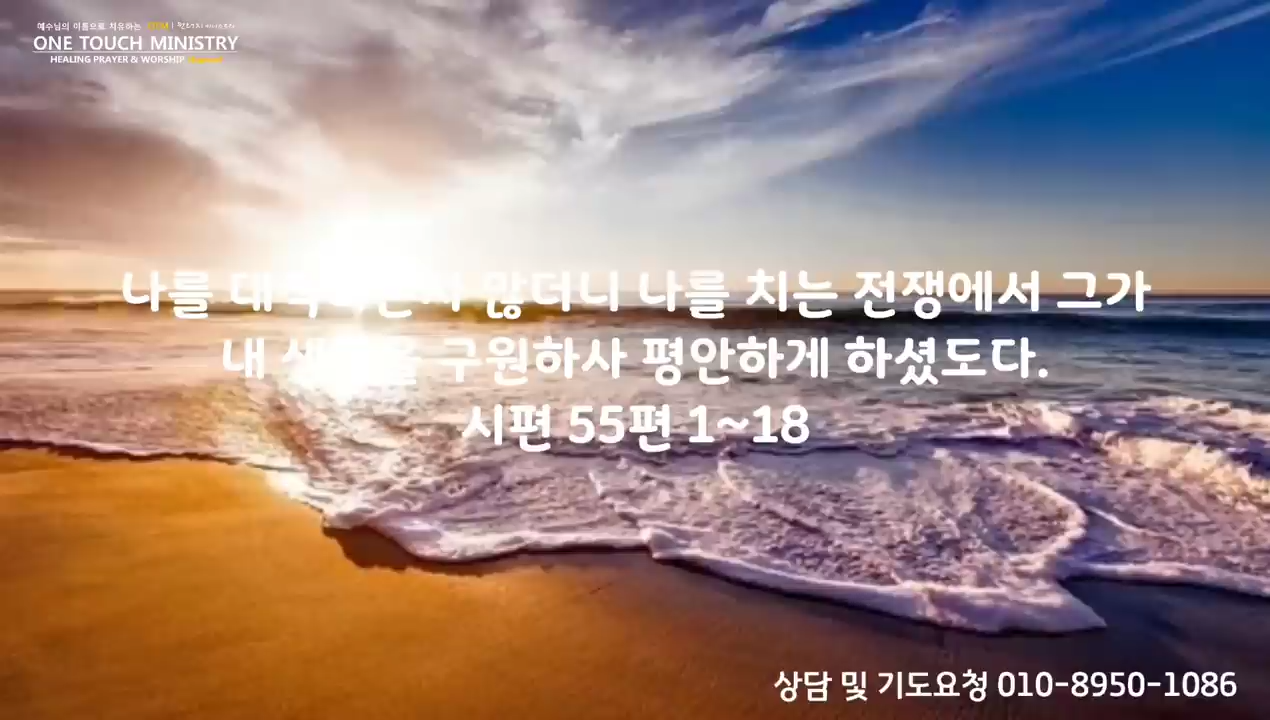 예수님의 이름으로 치유하는
ONE TOUCH MINISTRY
HEALING PRAYER & WORSHIP
나를 많더니 나를 치는 전쟁에서 그가
내 구원하사 평안하게 하셨도다.
시편 55편 1~18
상담 및 기도요청 010-8950-1086